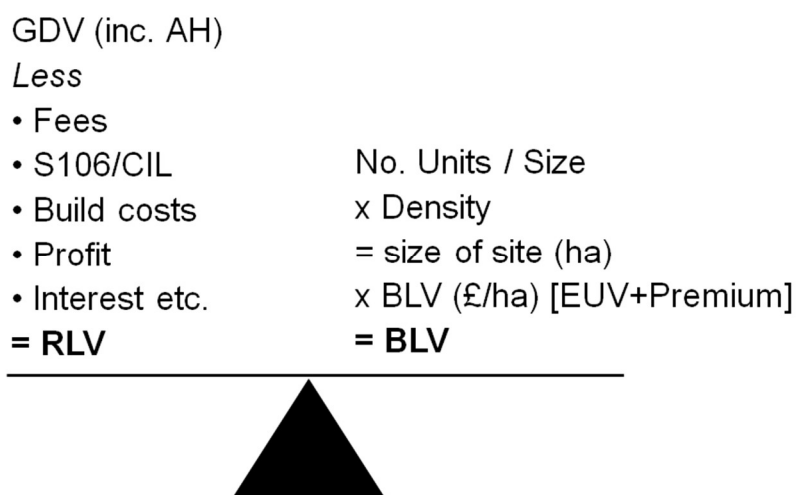 GDV (inc. AH)
Less
• Fees
• S106/CIL
• Build costs
• Profit
• Interest etc.
= RLV
No. Units / Size
x Density
= size of site (ha)
x BLV (£/ha) [EUV+Premium]
= BLV